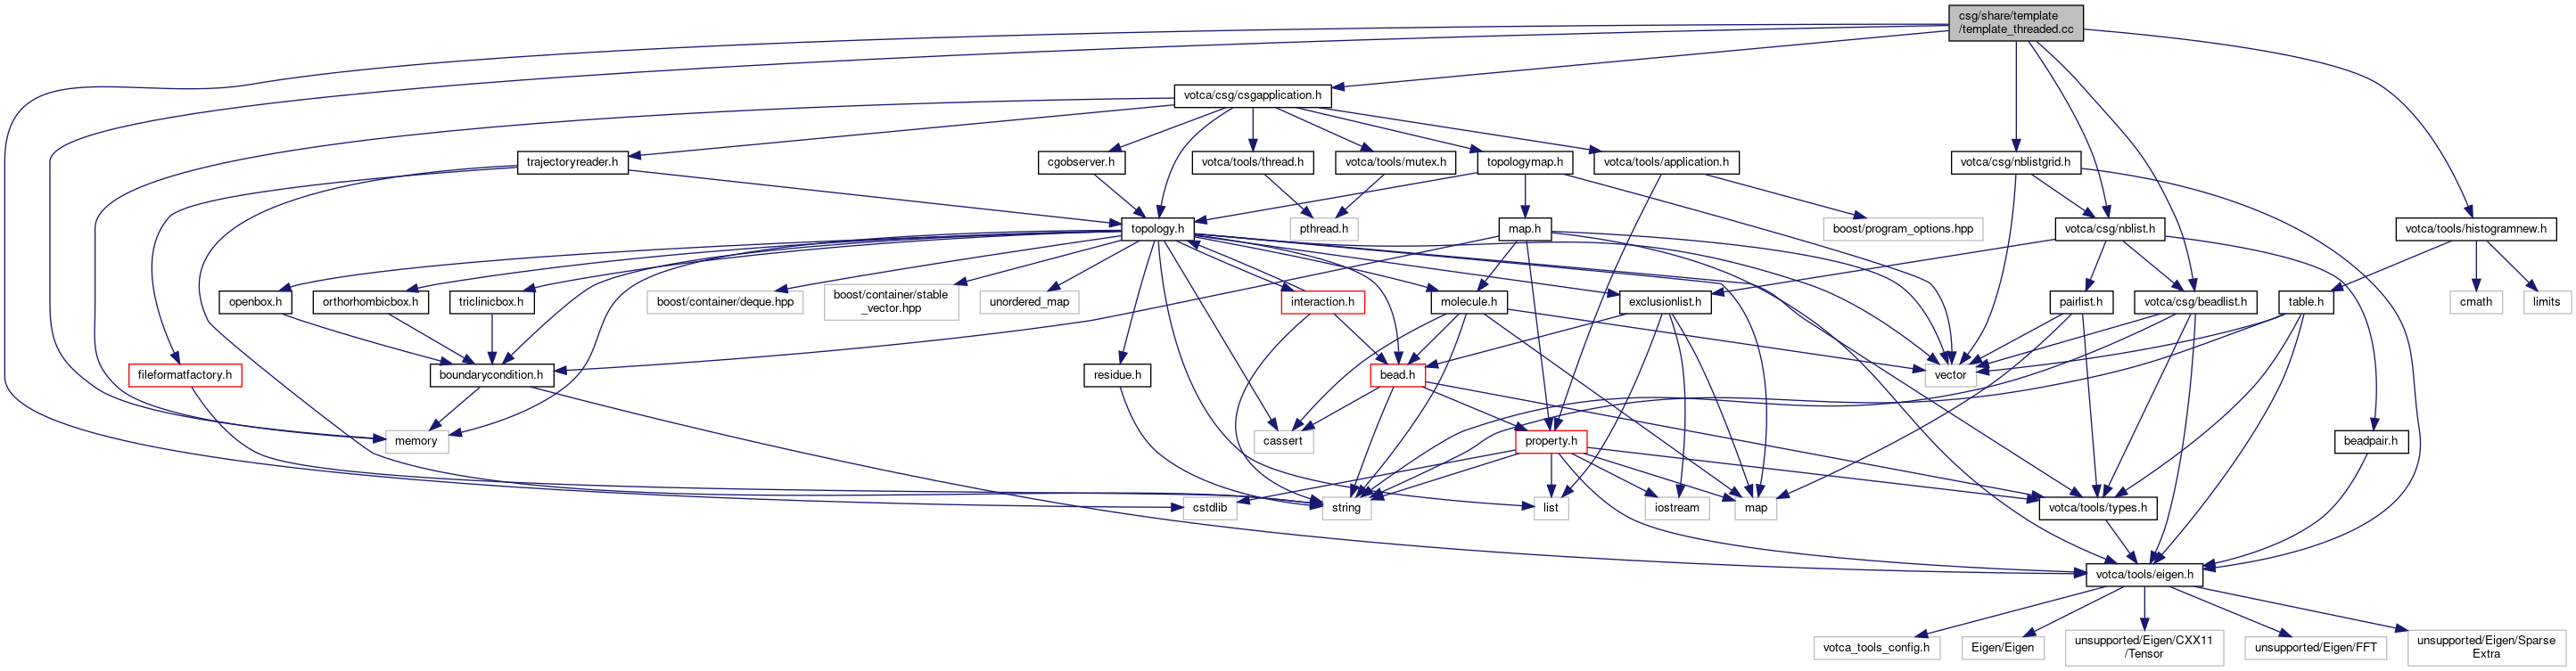 csg/share/template
/template_threaded.cc
votca/csg/csgapplication.h
trajectoryreader.h
cgobserver.h
votca/tools/thread.h
votca/tools/mutex.h
topologymap.h
votca/tools/application.h
votca/csg/nblistgrid.h
topology.h
pthread.h
map.h
boost/program_options.hpp
votca/csg/nblist.h
votca/tools/histogramnew.h
openbox.h
orthorhombicbox.h
triclinicbox.h
boost/container/deque.hpp
boost/container/stable
_vector.hpp
unordered_map
interaction.h
molecule.h
exclusionlist.h
pairlist.h
votca/csg/beadlist.h
table.h
cmath
limits
fileformatfactory.h
boundarycondition.h
residue.h
bead.h
vector
memory
cassert
property.h
beadpair.h
cstdlib
string
list
iostream
map
votca/tools/types.h
votca/tools/eigen.h
votca_tools_config.h
Eigen/Eigen
unsupported/Eigen/CXX11
/Tensor
unsupported/Eigen/FFT
unsupported/Eigen/Sparse
Extra